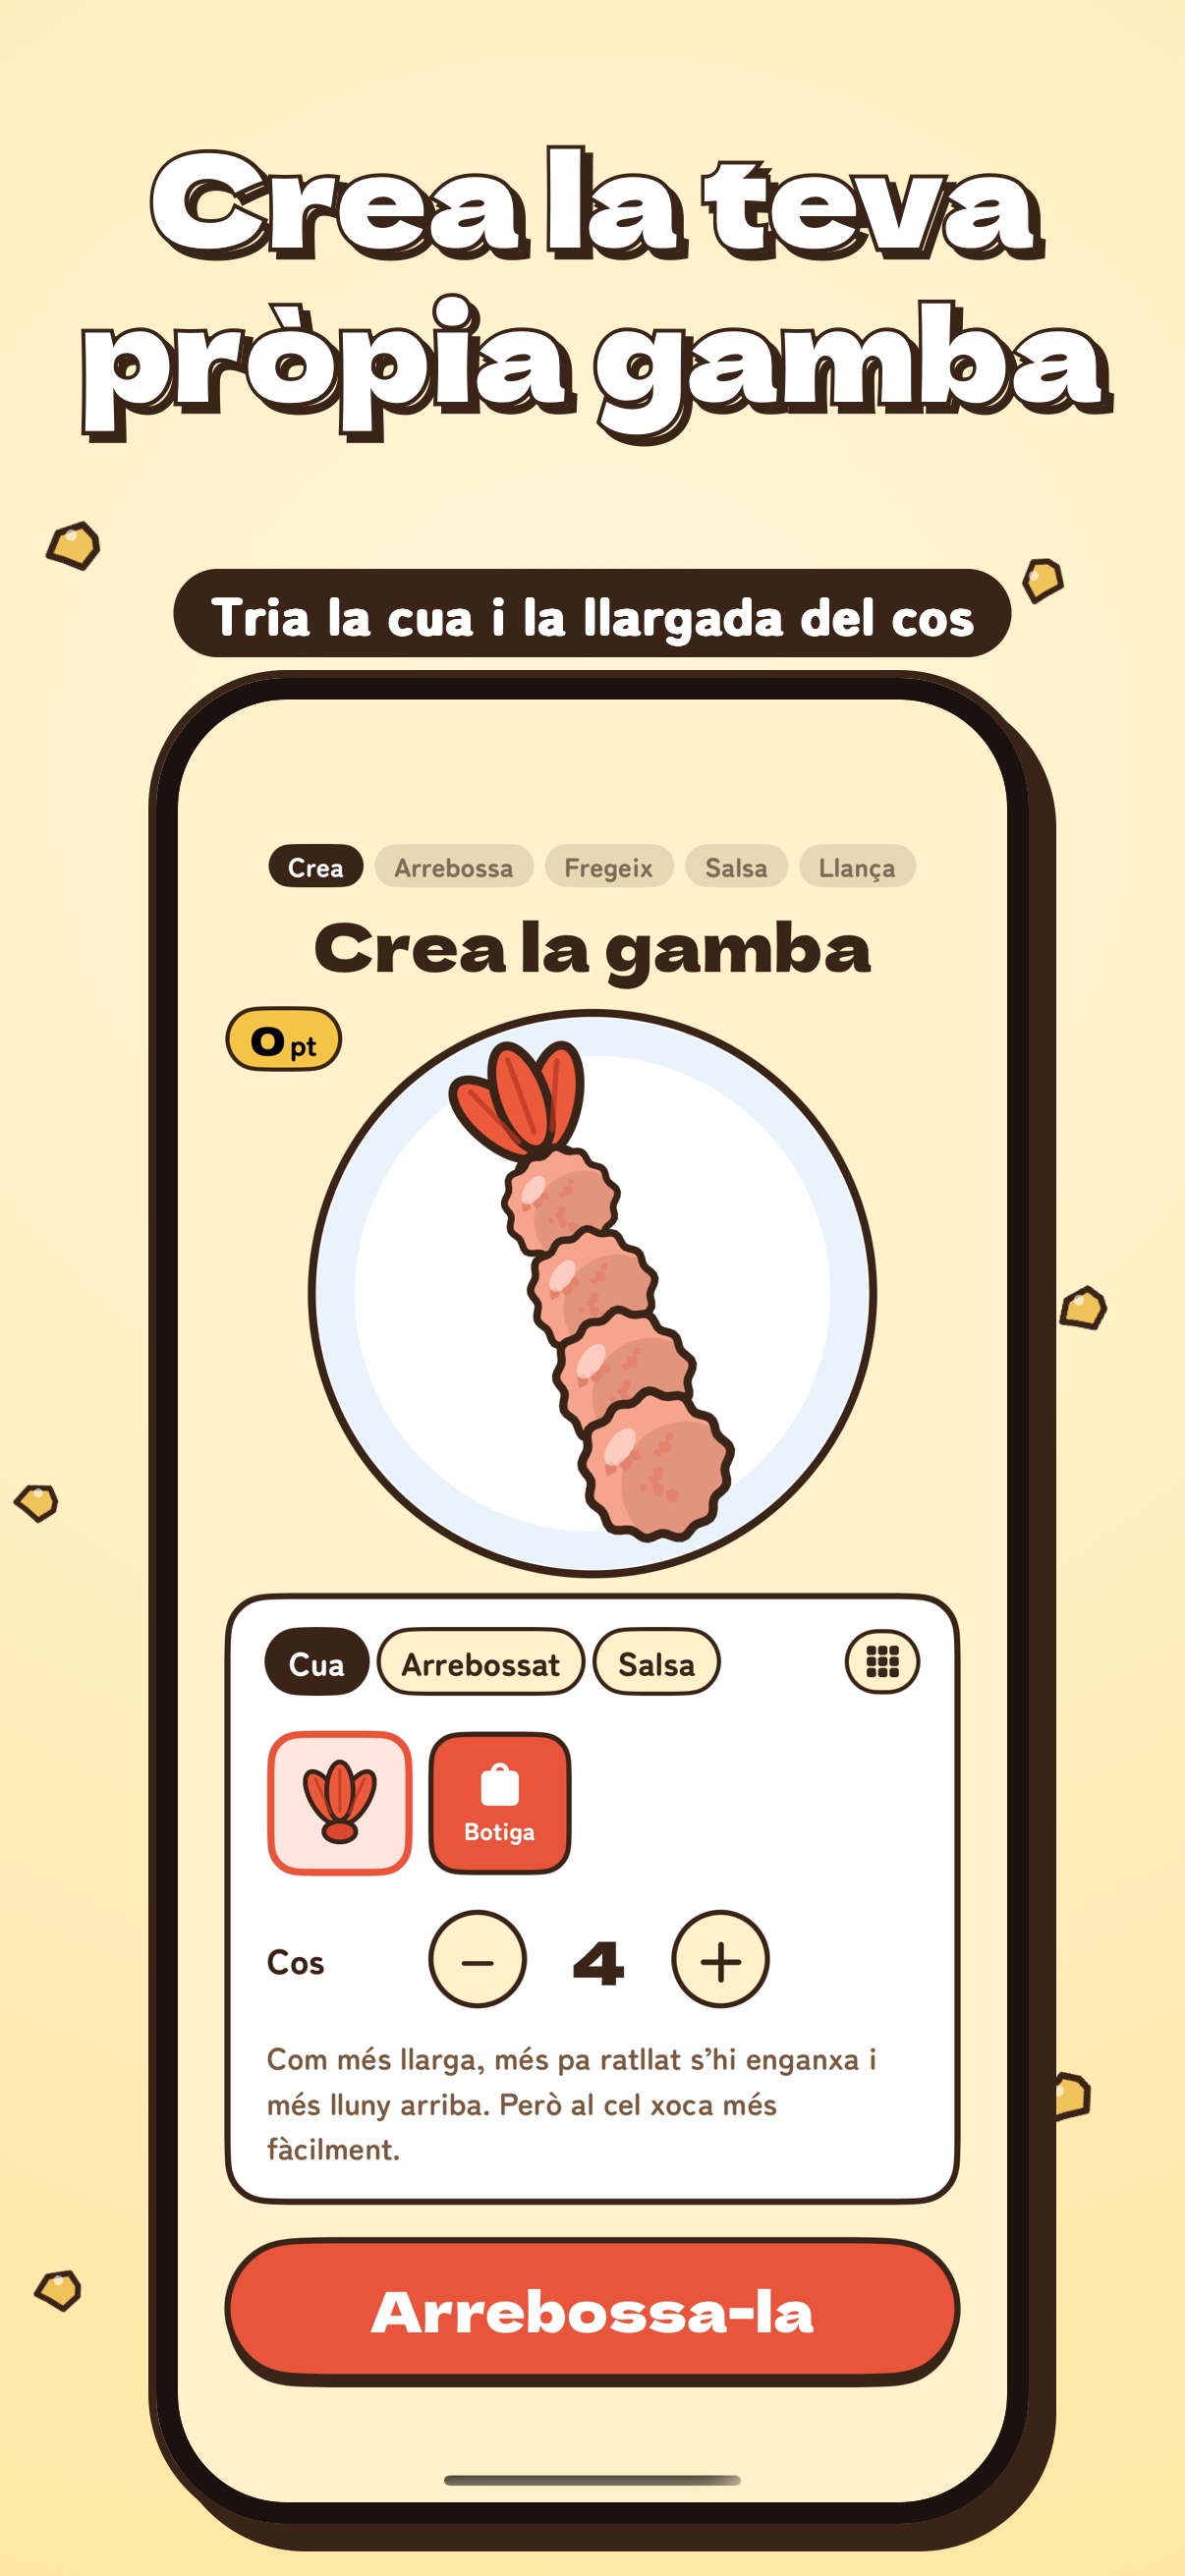 Crea la teva
pròpia gamba
Tria la cua i la llargada del cos
Crea Arrebossa Fregeix Salsa Llança
Crea la gamba
0 pt
Cua Arrebossat Salsa
Botiga
Cos − 4 +
Com més llarga, més pa ratllat s’hi enganxa i
més lluny arriba. Però al cel xoca més
fàcilment.
Arrebossa-la